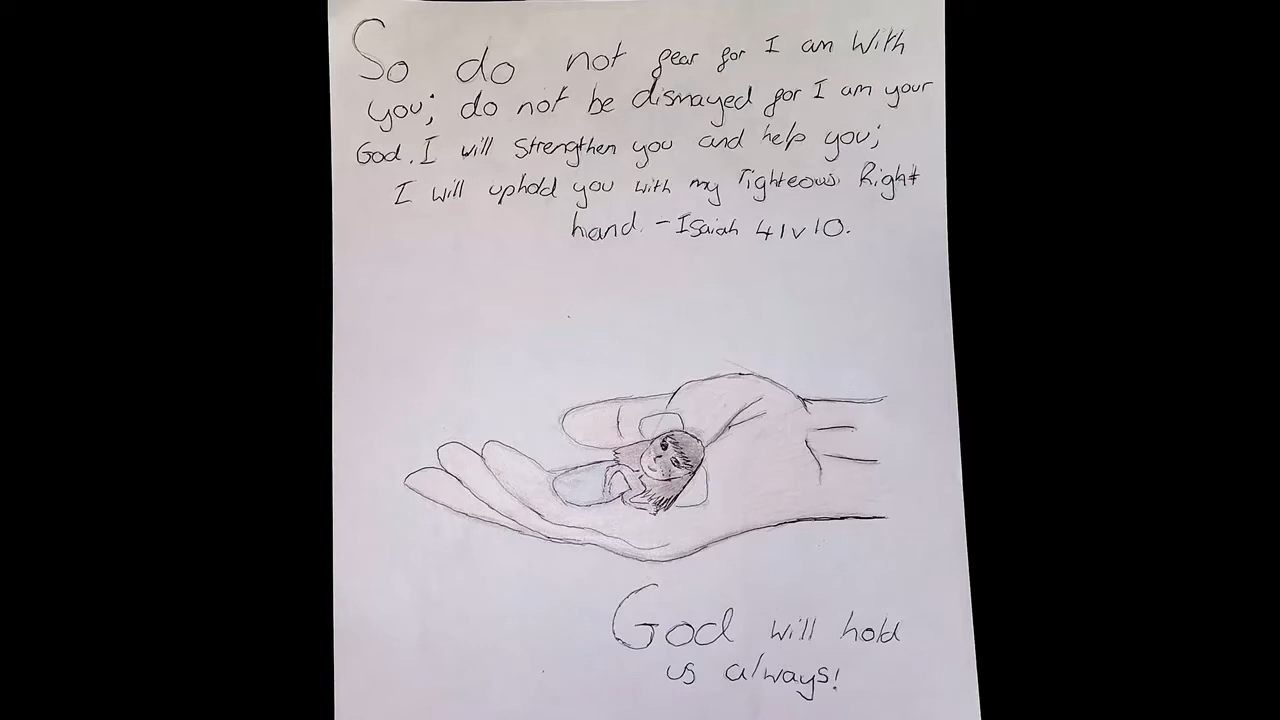 So do not fear for I am With
you; do not be dismayed for I am your
God. I will strengthen you and help you;
I will uphold you with my righteous Right
hand. - Isaiah 41v10.
God will hold
us always!